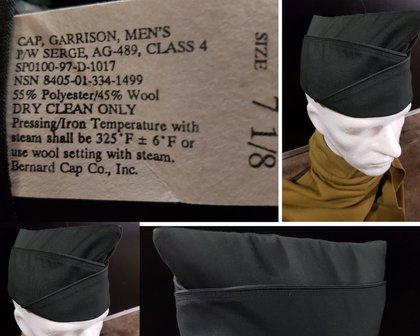 CAP, GARRISON, MEN'S
P/W SERGE, AG-489, CLASS 4
SP0100-97-D-1017
NSN 8405-01-334-1499
55% Polyester/45% Wool
DRY CLEAN ONLY
Pressing/Iron Temperature with
steam shall be 325°F ± 6°F or
use wool setting with steam.
Bernard Cap Co., Inc.
SIZE
7 1/8